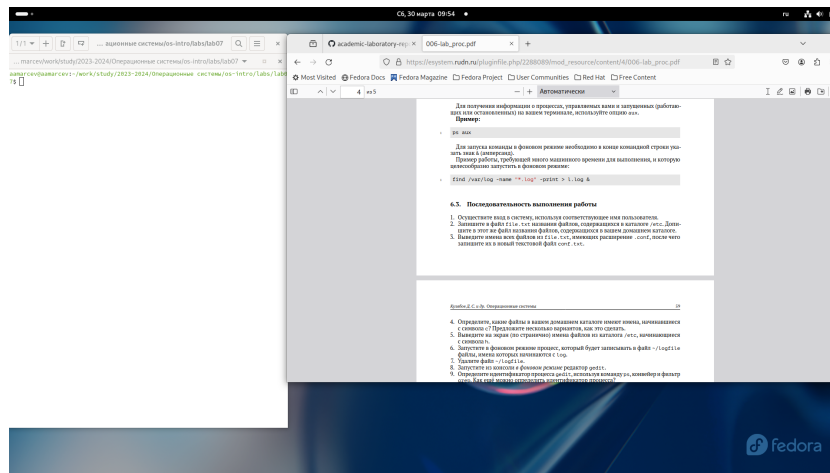 Сб, 30 марта 09:54
ru
1/1
... ационные системы/os-intro/labs/lab07
... marcev/work/study/2023-2024/Операционные системы/os-intro/labs/lab07
aamarcev@aamarcev:~/work/study/2023-2024/Операционные системы/os-intro/labs/lab0
7$
academic-laboratory-rep
006-lab_proc.pdf
https://esystem.rudn.ru/pluginfile.php/2288089/mod_resource/content/4/006-lab_proc.pdf
Most Visited Fedora Docs Fedora Magazine Fedora Project User Communities Red Hat Free Content
4 из 5
Автоматически
Для получения информации о процессах, управляемых вами и запущенных (работаю-
щих или остановленных) на вашем терминале, используйте опцию aux.
Пример:
ps aux
Для запуска команды в фоновом режиме необходимо в конце командной строки ука-
зать знак & (амперсанд).
Пример работы, требующей много машинного времени для выполнения, и которую
целесообразно запустить в фоновом режиме:
find /var/log -name "*.log" -print > l.log &
6.3. Последовательность выполнения работы
1. Осуществите вход в систему, используя соответствующее имя пользователя.
2. Запишите в файл file.txt названия файлов, содержащихся в каталоге /etc. Допи-
шите в этот же файл названия файлов, содержащихся в вашем домашнем каталоге.
3. Выведите имена всех файлов из file.txt, имеющих расширение .conf, после чего
запишите их в новый текстовой файл conf.txt.
Кулябов Д. С. и др. Операционные системы 59
4. Определите, какие файлы в вашем домашнем каталоге имеют имена, начинавшиеся
с символа c? Предложите несколько вариантов, как это сделать.
5. Выведите на экран (по странично) имена файлов из каталога /etc, начинающиеся
с символа h.
6. Запустите в фоновом режиме процесс, который будет записывать в файл ~/logfile
файлы, имена которых начинаются с log.
7. Удалите файл ~/logfile.
8. Запустите из консоли в фоновом режиме редактор gedit.
9. Определите идентификатор процесса gedit, используя команду ps, конвейер и фильтр
grep. Как ещё можно определить идентификатор процесса?
fedora